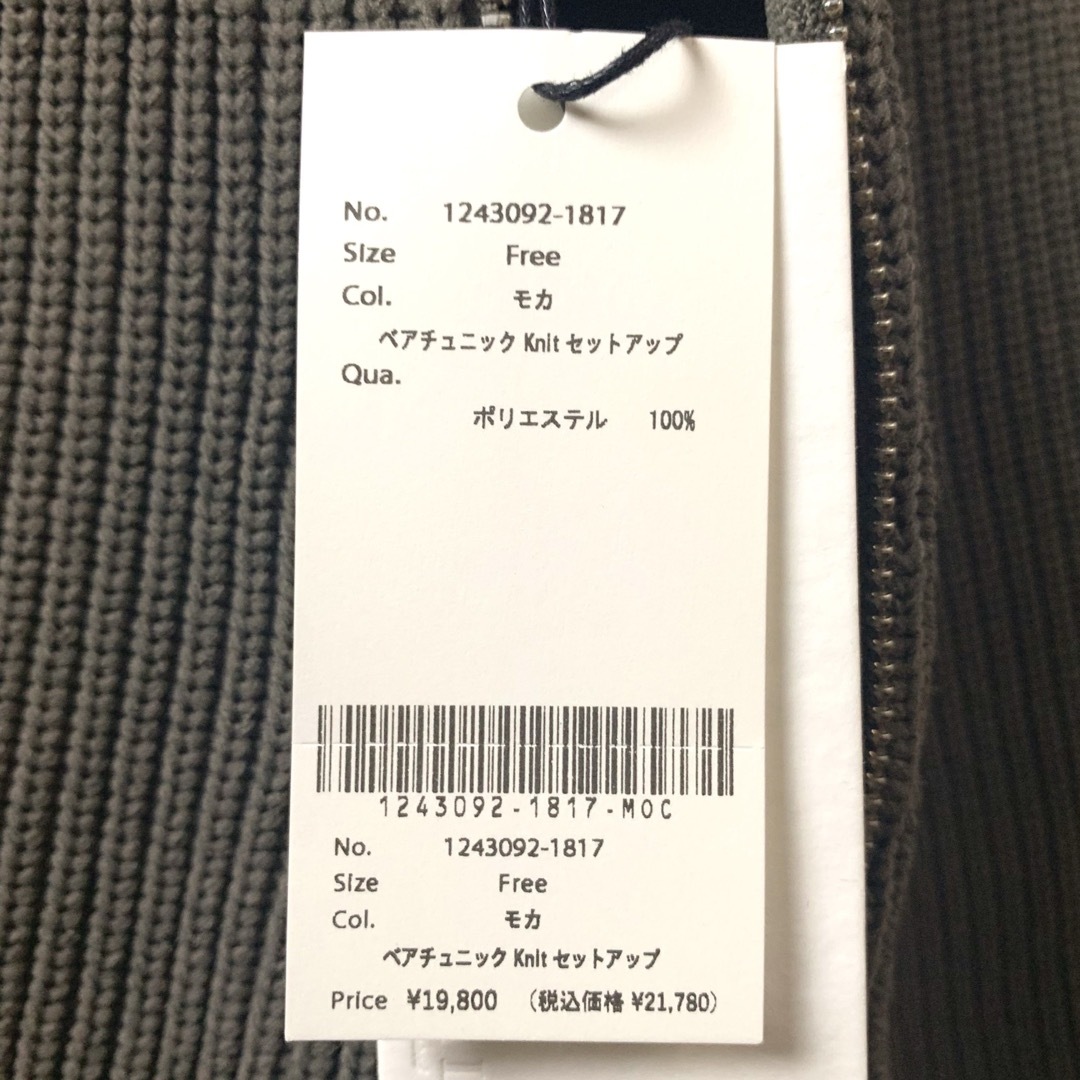 No. 1243092-1817
Size Free
Col. モカ
ベアチュニック Knit セットアップ
Qua.
ポリエステル 100%
1243092-1817-MOC
No. 1243092-1817
Size Free
Col. モカ
ベアチュニック Knit セットアップ
Price ¥19,800 (税込価格 ¥21,780)